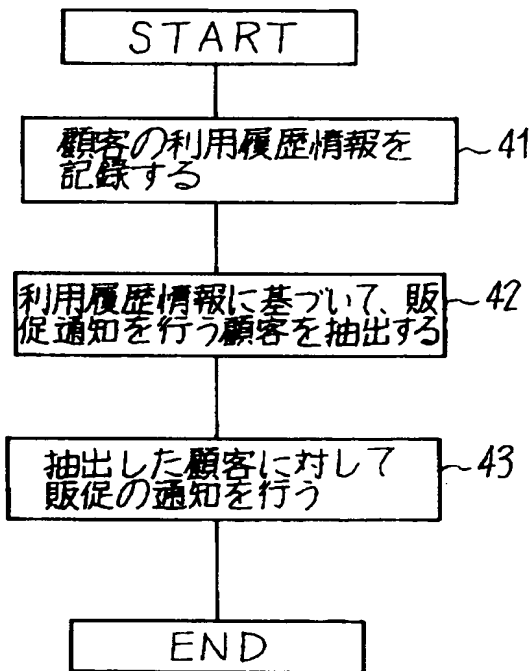 START
顧客の利用履歴情報を ～41
記録する
利用履歴情報に基づいて、販 ～42
促通知を行う顧客を抽出する
抽出した顧客に対して ～43
販促の通知を行う
END